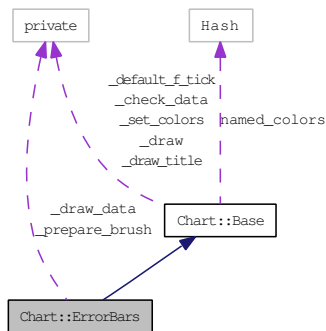 private
Hash
_default_f_tick
_check_data
_set_colors
named_colors
_draw
_draw_title
_draw_data
_prepare_brush
Chart::Base
Chart::ErrorBars